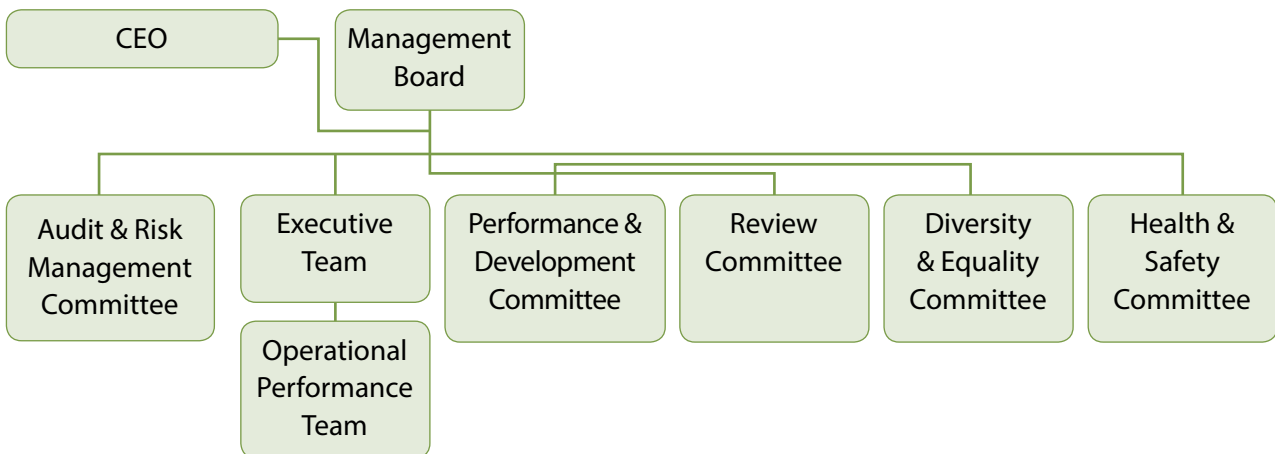 CEO
Management
Board
Audit & Risk
Management
Committee
Executive
Team
Performance &
Development
Committee
Review
Committee
Diversity
& Equality
Committee
Health &
Safety
Committee
Operational
Performance
Team